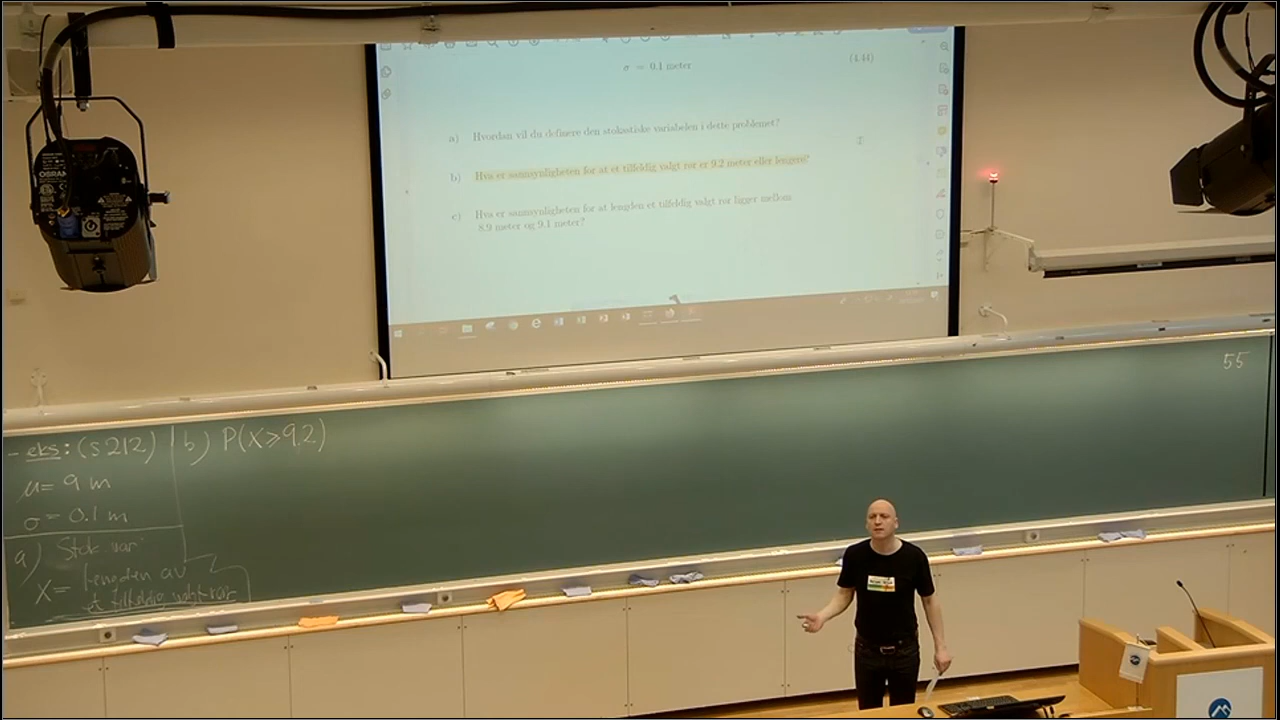 σ = 0.1 meter (4.44)
a) Hvordan vil du definere den stokastiske variabelen i dette problemet?
b) Hva er sannsynligheten for at et tilfeldig valgt rør er 9.2 meter eller lengere?
c) Hva er sannsynligheten for at lengden et tilfeldig valgt rør ligger mellom
8.9 meter og 9.1 meter?
55
- eks: (s 212)
μ = 9 m
σ = 0.1 m
a) Stok var:
X = lengden av
et tilfeldig valgt rør
b) P(X ≥ 9.2)
OSRAM